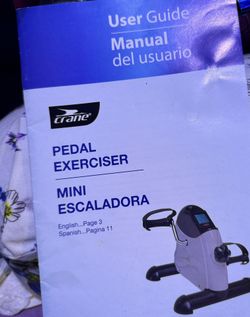 User Guide
Manual
del usuario
crane®
PEDAL
EXERCISER
MINI
ESCALADORA
English...Page 3
Spanish...Pagina 11